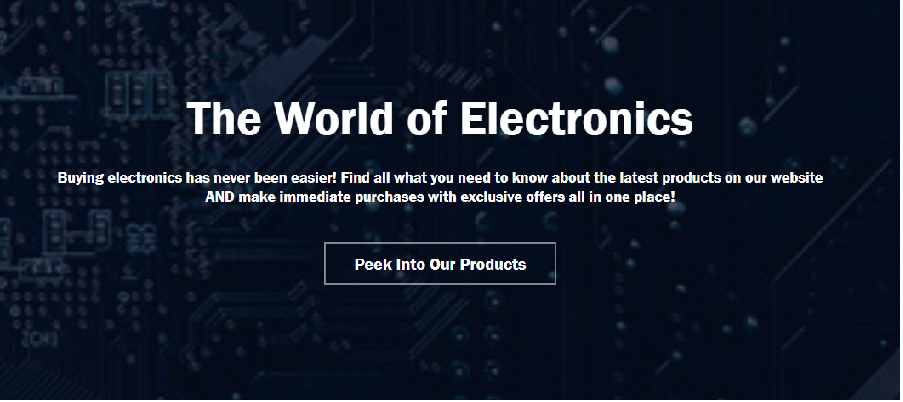 The World of Electronics
Buying electronics has never been easier! Find all what you need to know about the latest products on our website
AND make immediate purchases with exclusive offers all in one place!
Peek Into Our Products